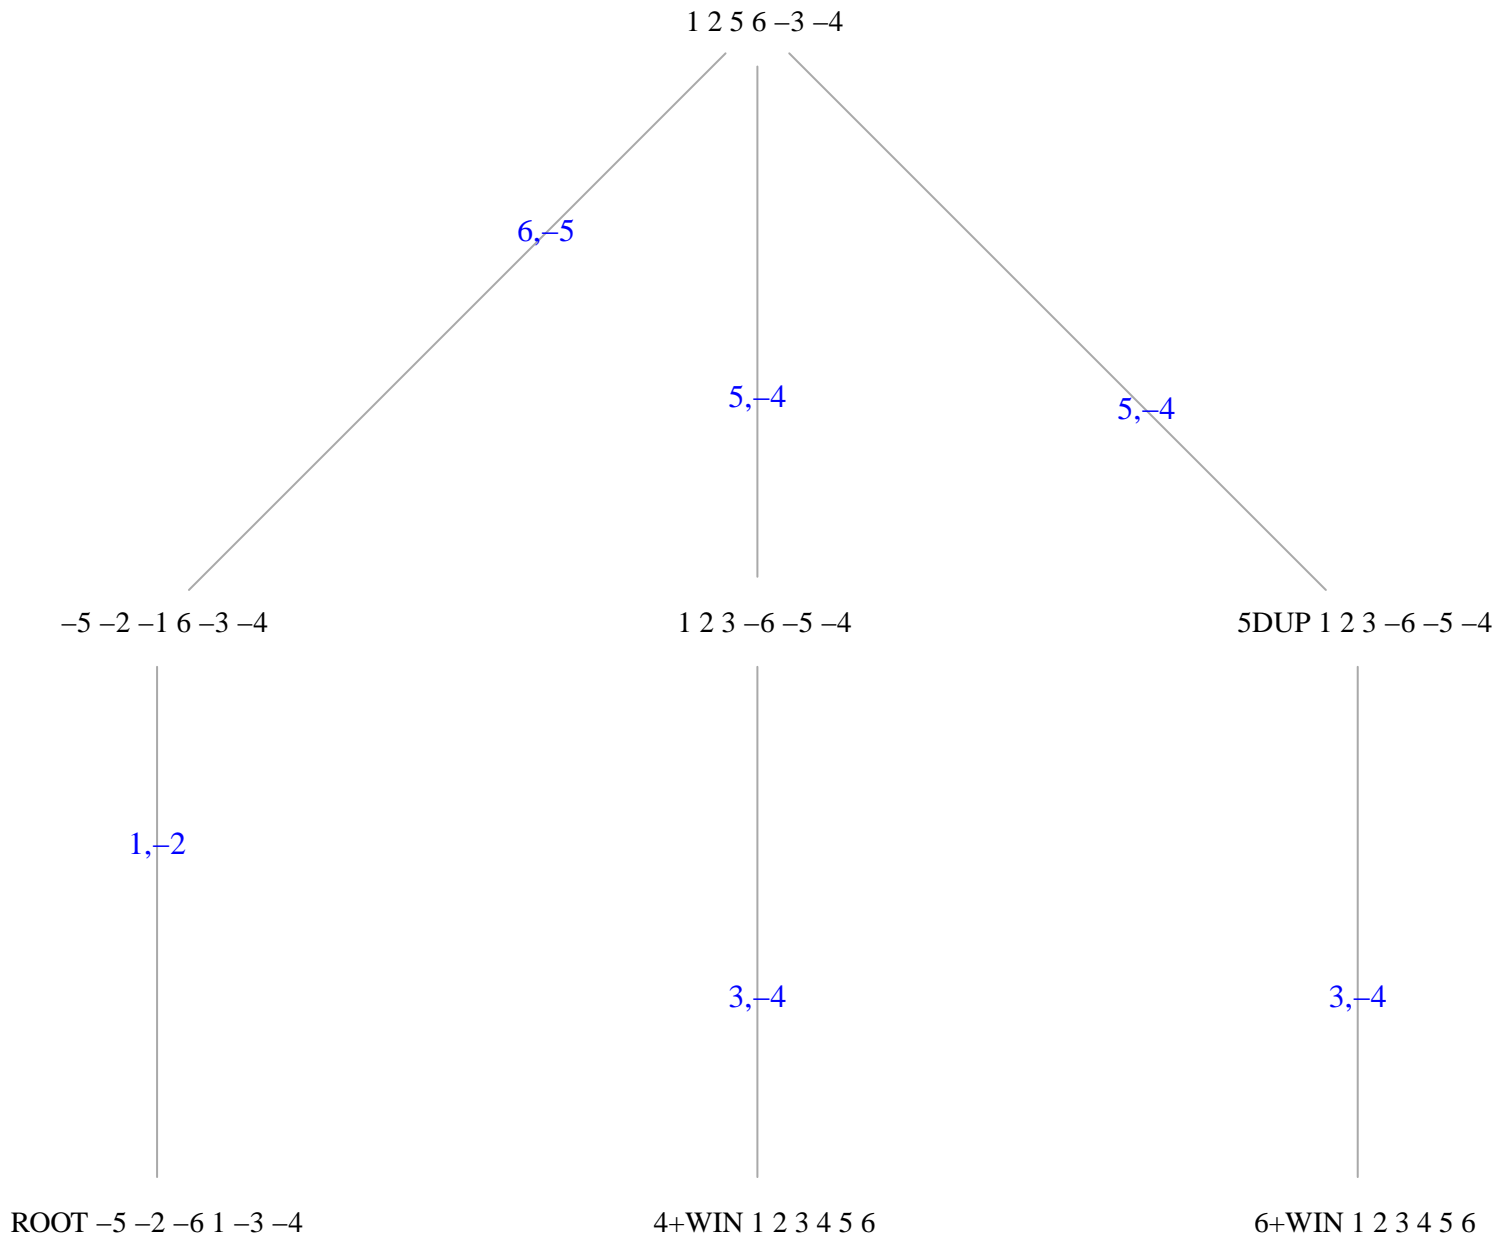 1 2 5 6 –3 –4
6,–5
5,–4
5,–4
–5 –2 –1 6 –3 –4
1 2 3 –6 –5 –4
5DUP 1 2 3 –6 –5 –4
1,–2
3,–4
3,–4
ROOT –5 –2 –6 1 –3 –4
4+WIN 1 2 3 4 5 6
6+WIN 1 2 3 4 5 6